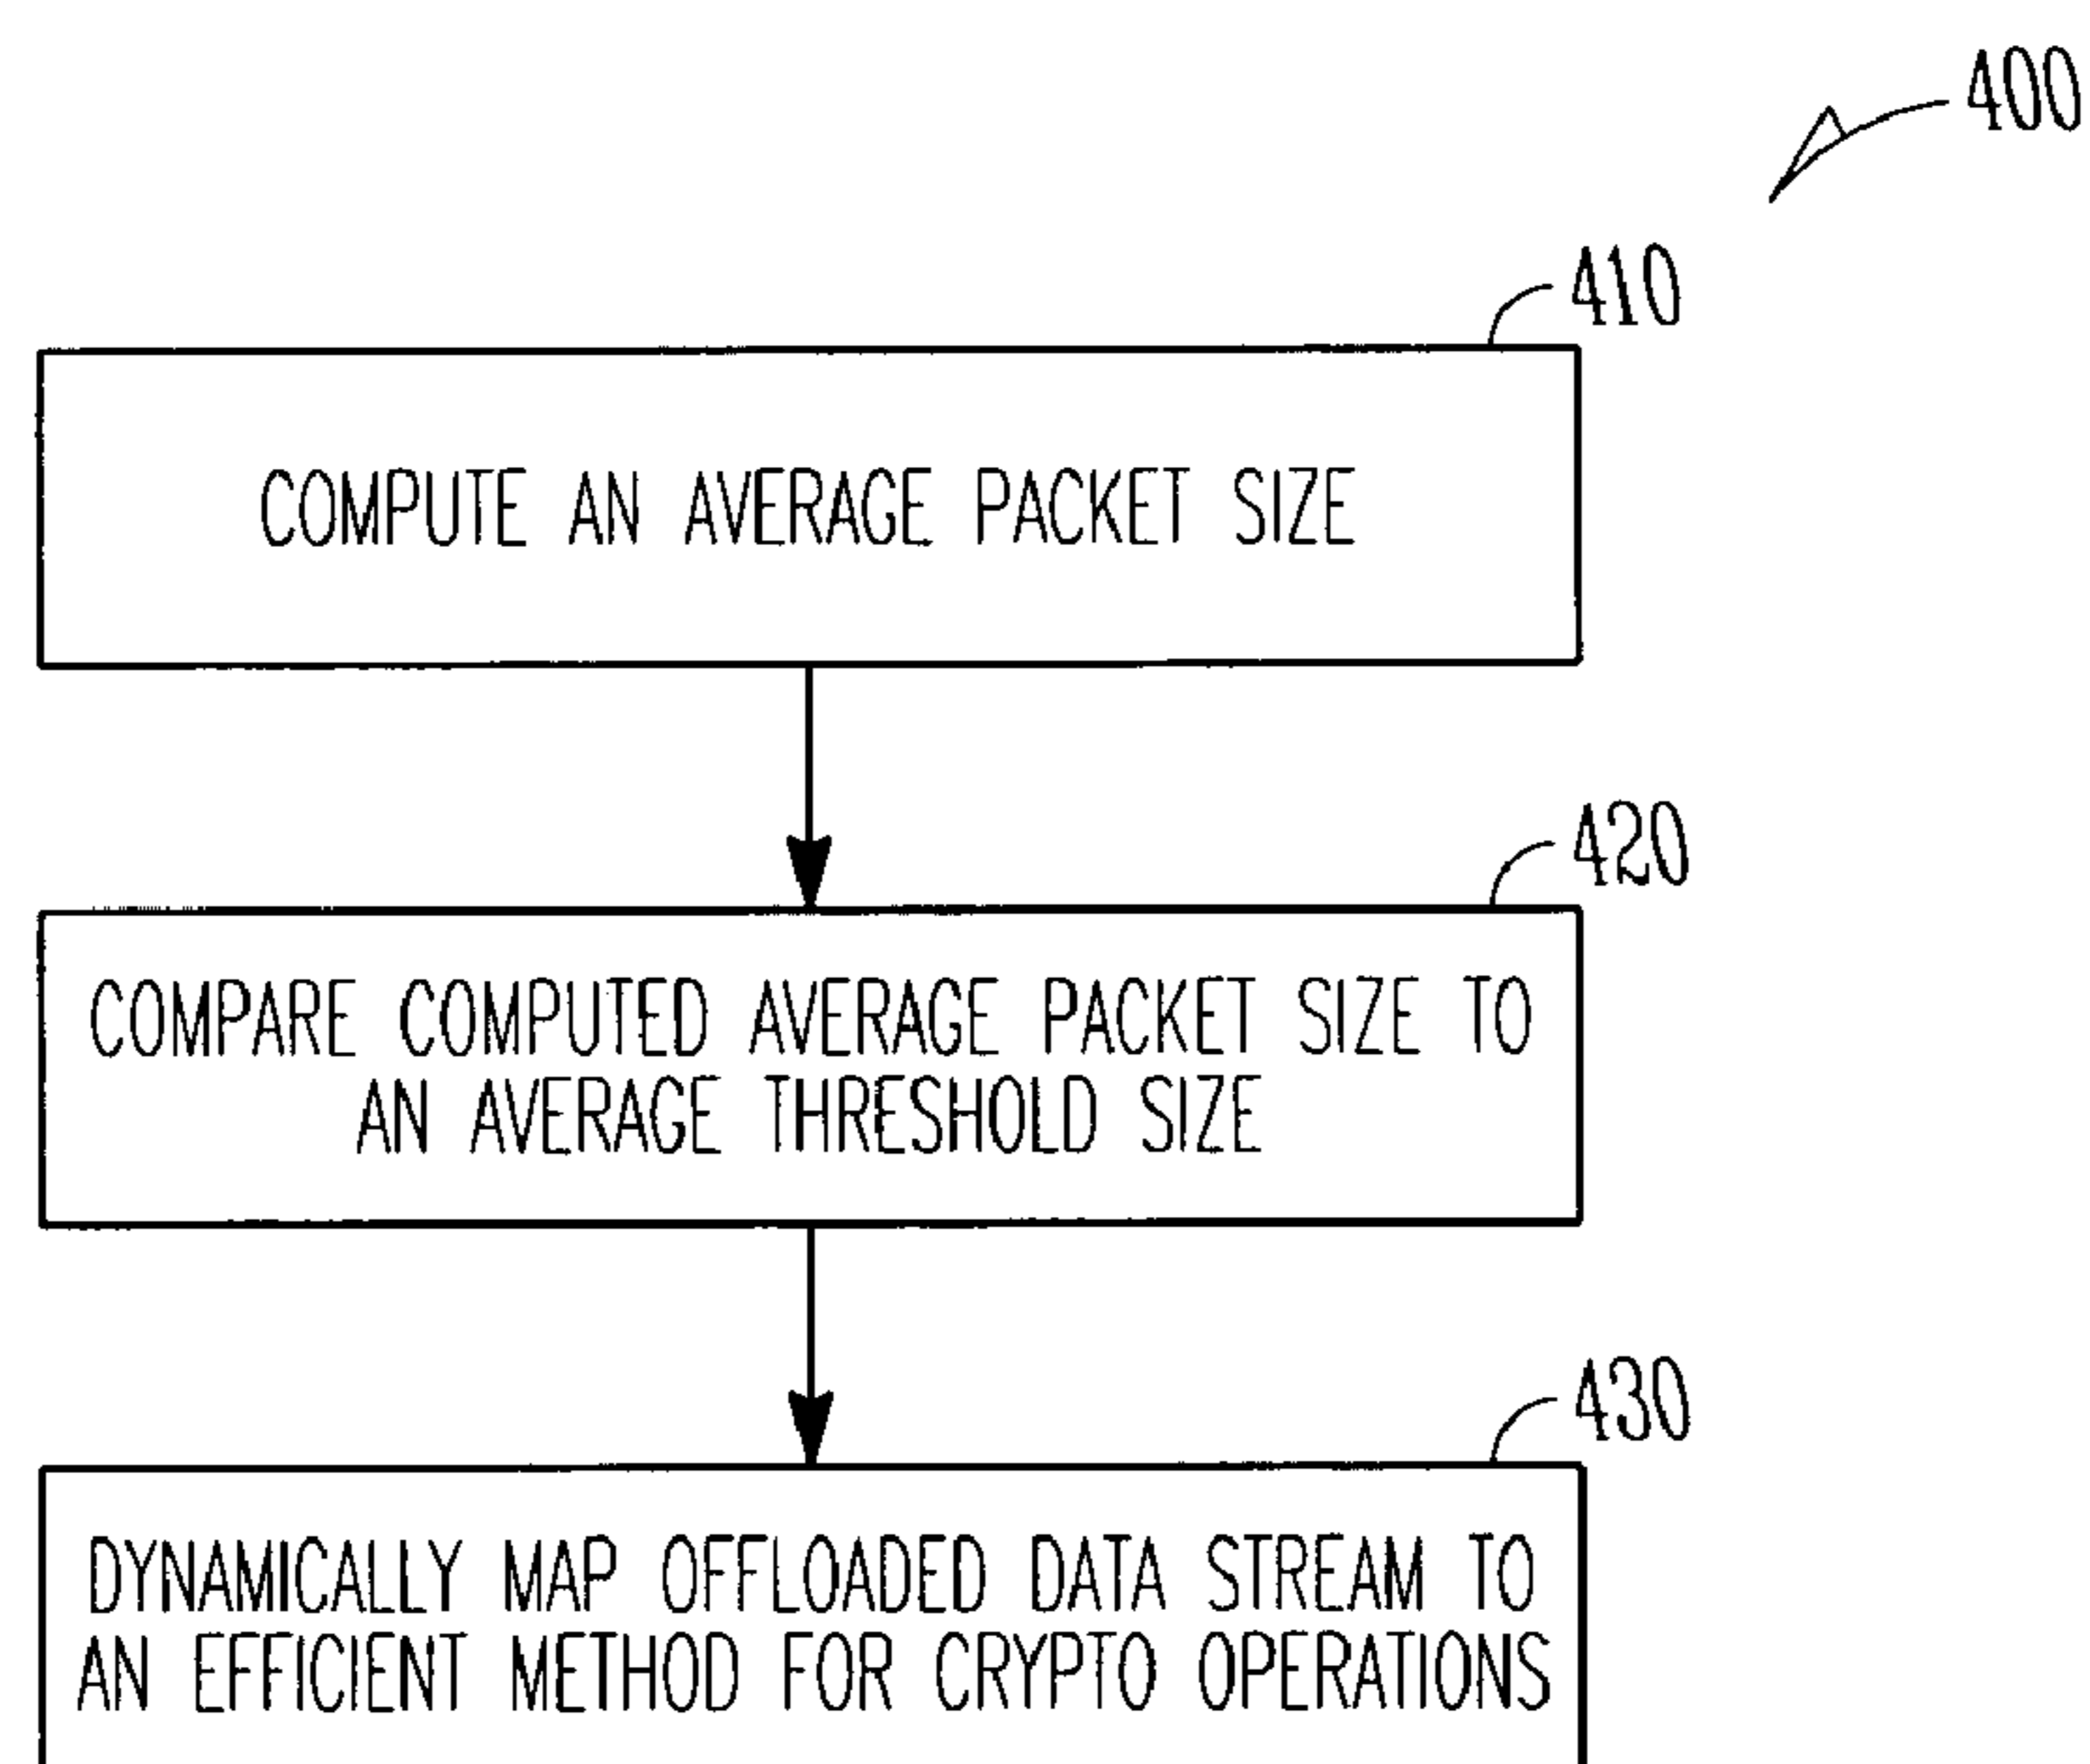 400
410
COMPUTE AN AVERAGE PACKET SIZE
420
COMPARE COMPUTED AVERAGE PACKET SIZE TO
AN AVERAGE THRESHOLD SIZE
430
DYNAMICALLY MAP OFFLOADED DATA STREAM TO
AN EFFICIENT METHOD FOR CRYPTO OPERATIONS